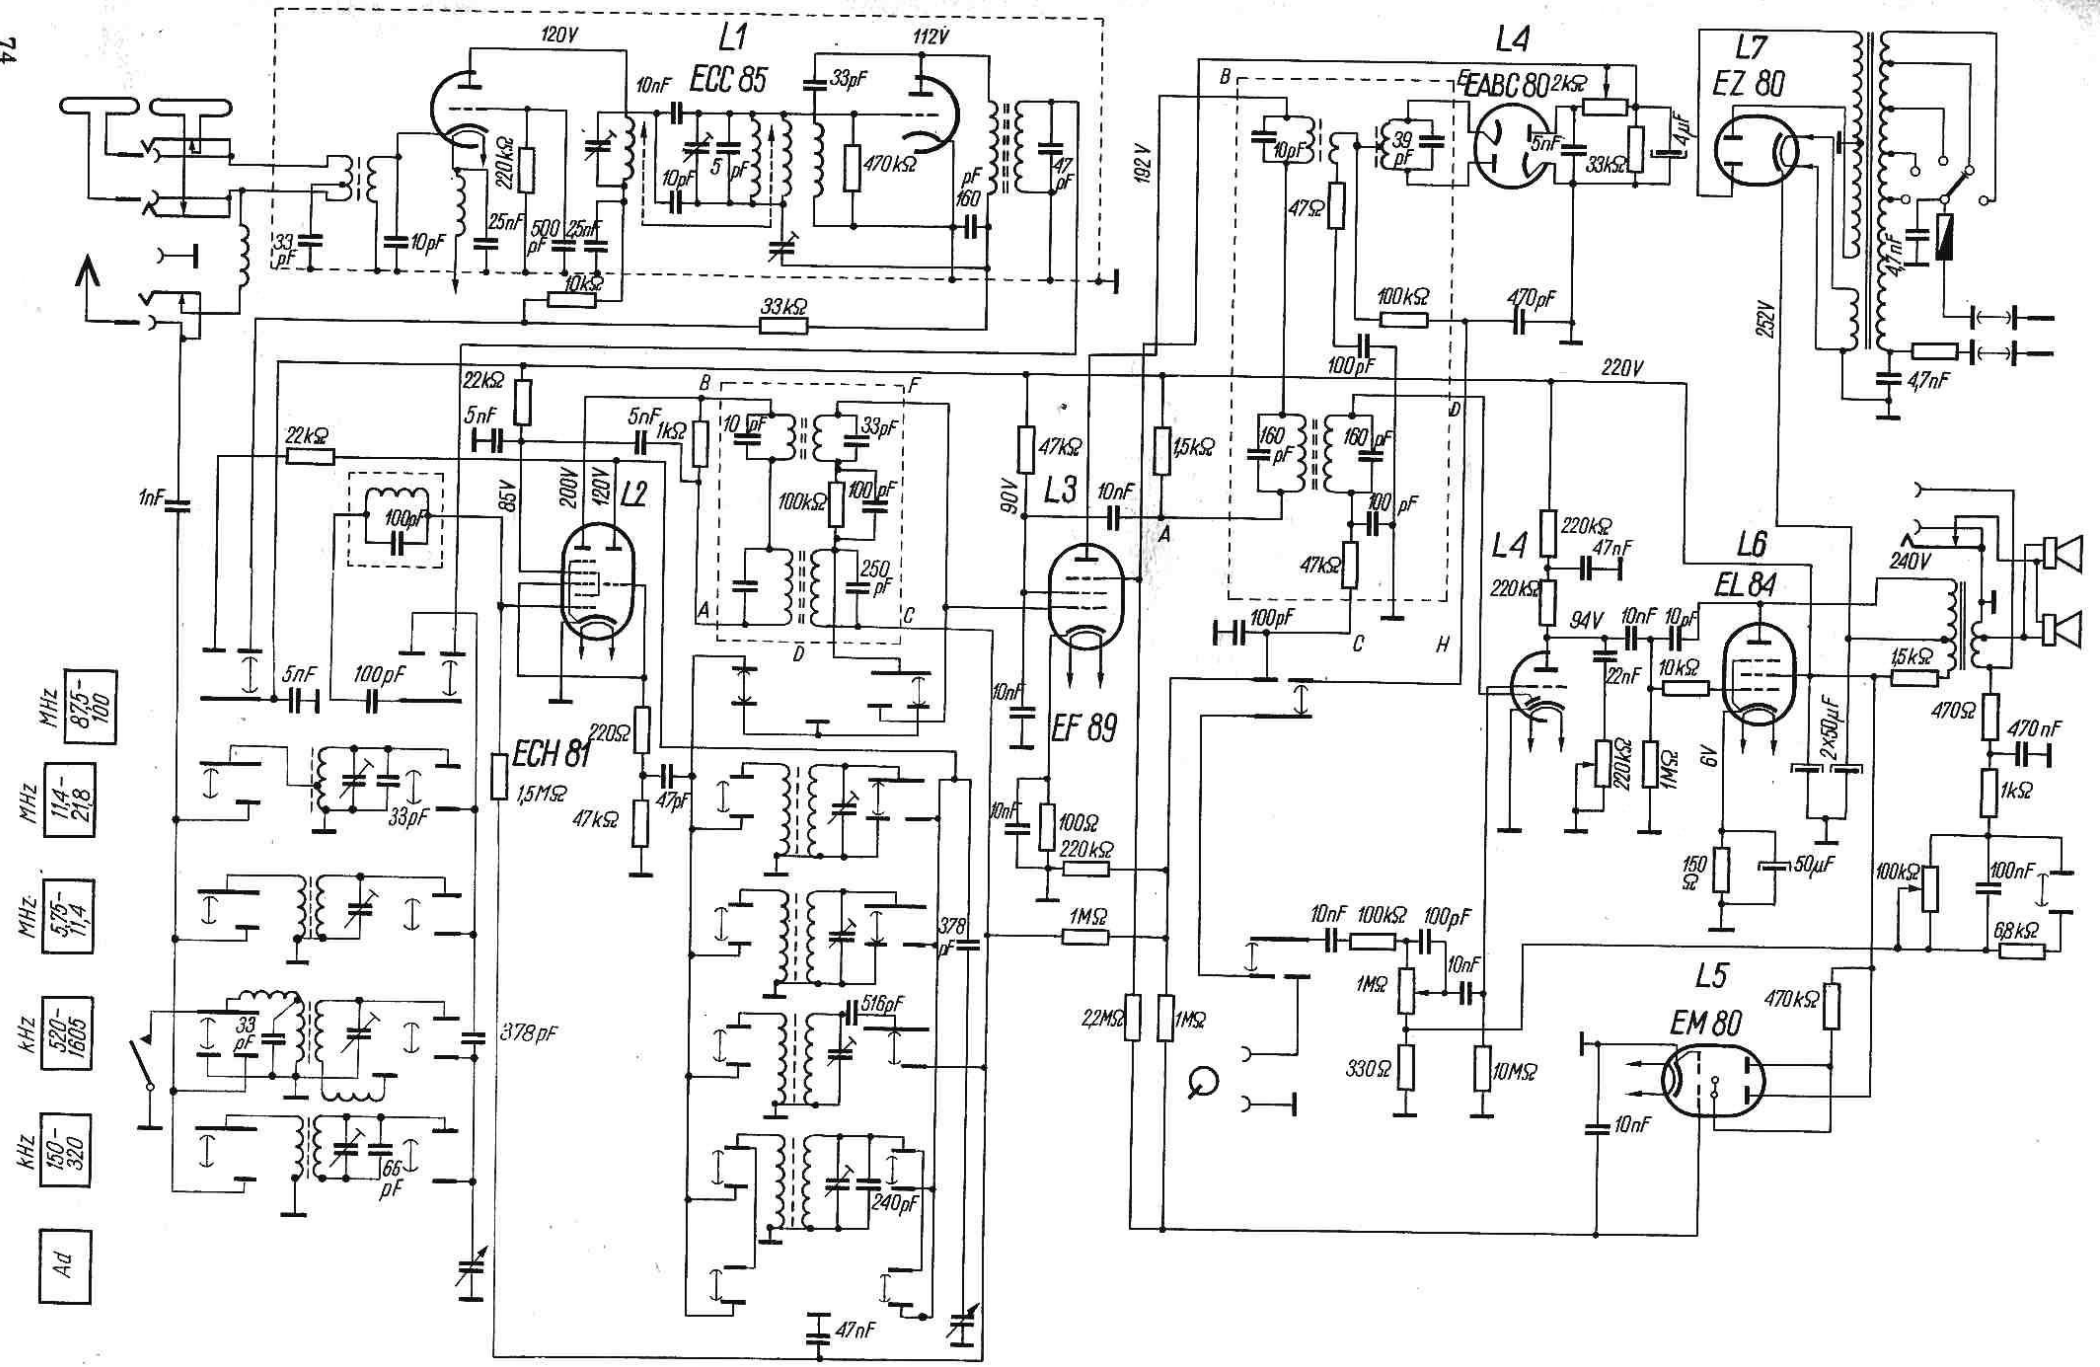 74
120V
L1
112V
ECC 85
10nF
33pF
5 pF
10pF
220kΩ
470kΩ
pF
160
47
pF
33
pF
10pF
25nF
500
pF
2,5nF
10kΩ
33kΩ
192V
B
E
L4
EABC 80
2kΩ
10pF
39
pF
5nF
33kΩ
4µF
47Ω
100kΩ
470pF
100pF
L7
EZ 80
252V
4,7nF
4,7nF
220V
22kΩ
5nF
22kΩ
5nF
1kΩ
B
F
10 pF
33pF
100kΩ
100 pF
250
pF
A
C
D
1nF
100pF
85V
200V
120V
L2
ECH 81
47kΩ
90V
L3
10nF
1,5kΩ
A
160
pF
160 pF
D
100 pF
47kΩ
100pF
C
H
EF 89
10nF
10nF
100Ω
220kΩ
1MΩ
2,2MΩ
1MΩ
L4
220kΩ
47nF
220kΩ
94V
10nF
10pF
22nF
10kΩ
220kΩ
1MΩ
L6
EL 84
6V
2×50µF
150
Ω
50µF
240V
1,5kΩ
470Ω
470nF
1kΩ
100kΩ
100nF
6,8kΩ
10nF
100kΩ
100pF
1MΩ
10nF
330Ω
10MΩ
L5
EM 80
470kΩ
10nF
MHz
87,5-
100
5nF
100pF
MHz
11,4-
21,8
33pF
1,5MΩ
220Ω
47pF
47kΩ
MHz
5,75-
11,4
378
pF
kHz
520-
1605
33
pF
378pF
516pF
kHz
150-
320
66
pF
240pF
Ad
47nF